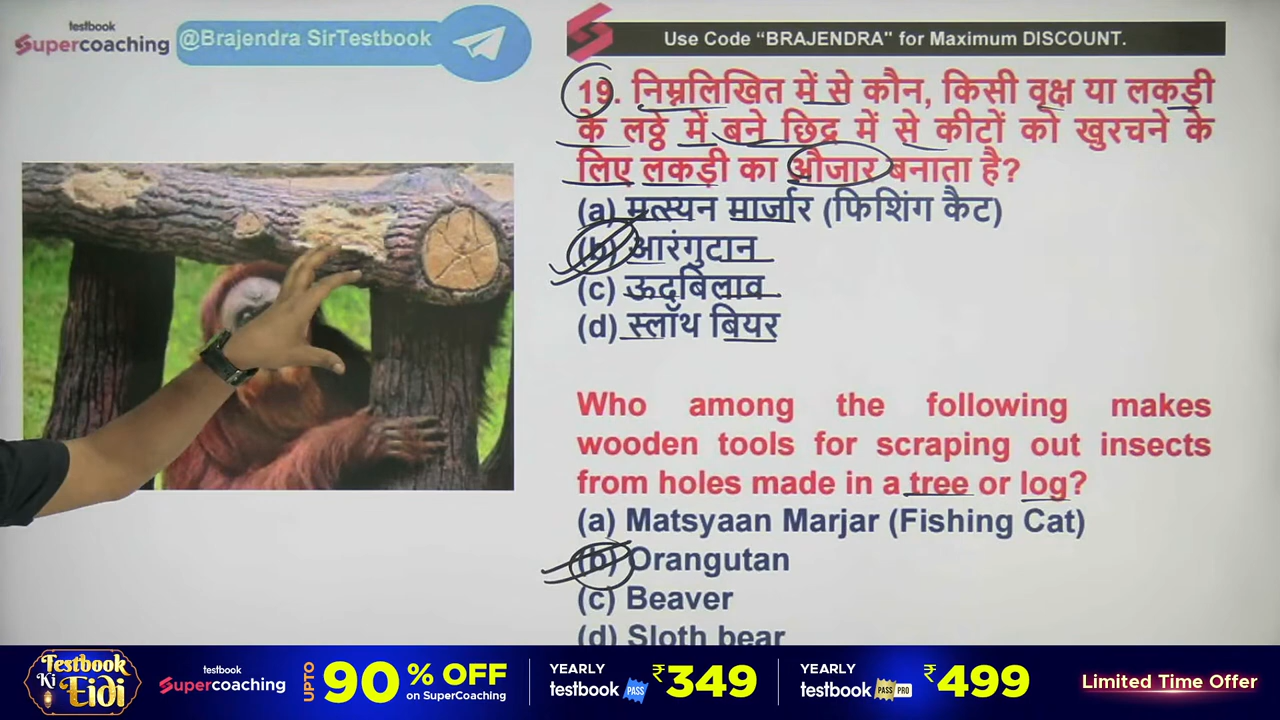 testbook
Supercoaching
@Brajendra SirTestbook
Use Code “BRAJENDRA" for Maximum DISCOUNT.
19. निम्नलिखित में से कौन, किसी वृक्ष या लकड़ी
के लठ्ठे में बने छिद्र में से कीटों को खुरचने के
लिए लकड़ी का औजार बनाता है?
(a) मत्स्यन मार्जार (फिशिंग कैट)
(b) आरंगुटान
(c) ऊदबिलाव
(d) स्लॉथ बियर
Who among the following makes
wooden tools for scraping out insects
from holes made in a tree or log?
(a) Matsyaan Marjar (Fishing Cat)
(b) Orangutan
(c) Beaver
(d) Sloth bear
Testbook
Ki
Eidi
testbook
Supercoaching
UPTO
90% OFF
on SuperCoaching
YEARLY
testbook PASS
₹349
YEARLY
testbook PASS PRO
₹499
Limited Time Offer